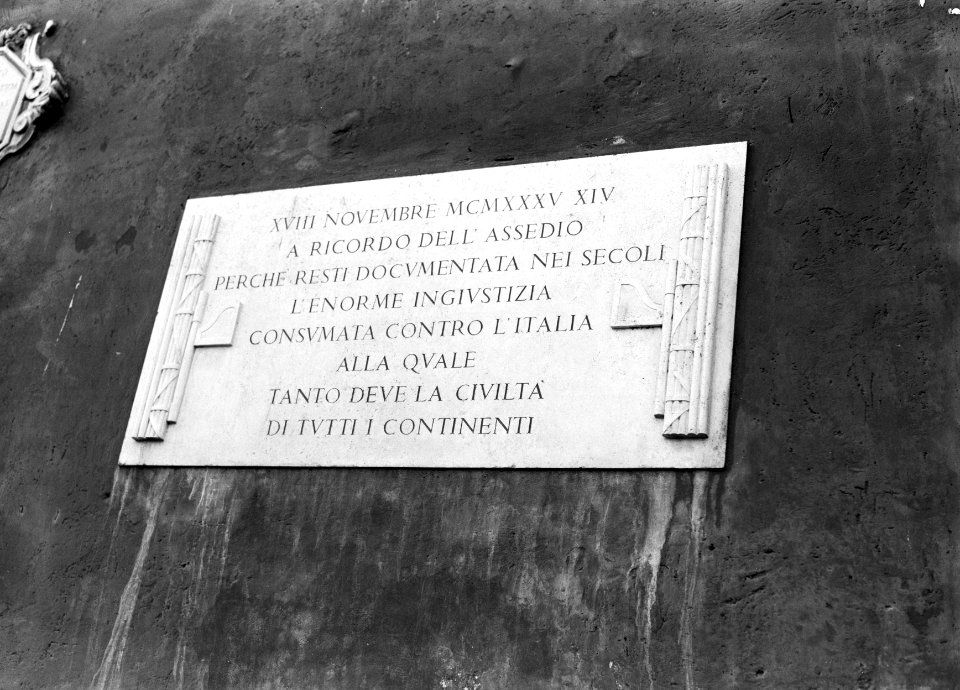 XVIII NOVEMBRE MCMXXXV XIV
A RICORDO DELL' ASSEDIO
PERCHÈ RESTI DOCVMENTATA NEI SECOLI
L'ENORME INGIVSTIZIA
CONSVMATA CONTRO L'ITALIA
ALLA QVALE
TANTO DEVE LA CIVILTÀ
DI TVTTI I CONTINENTI